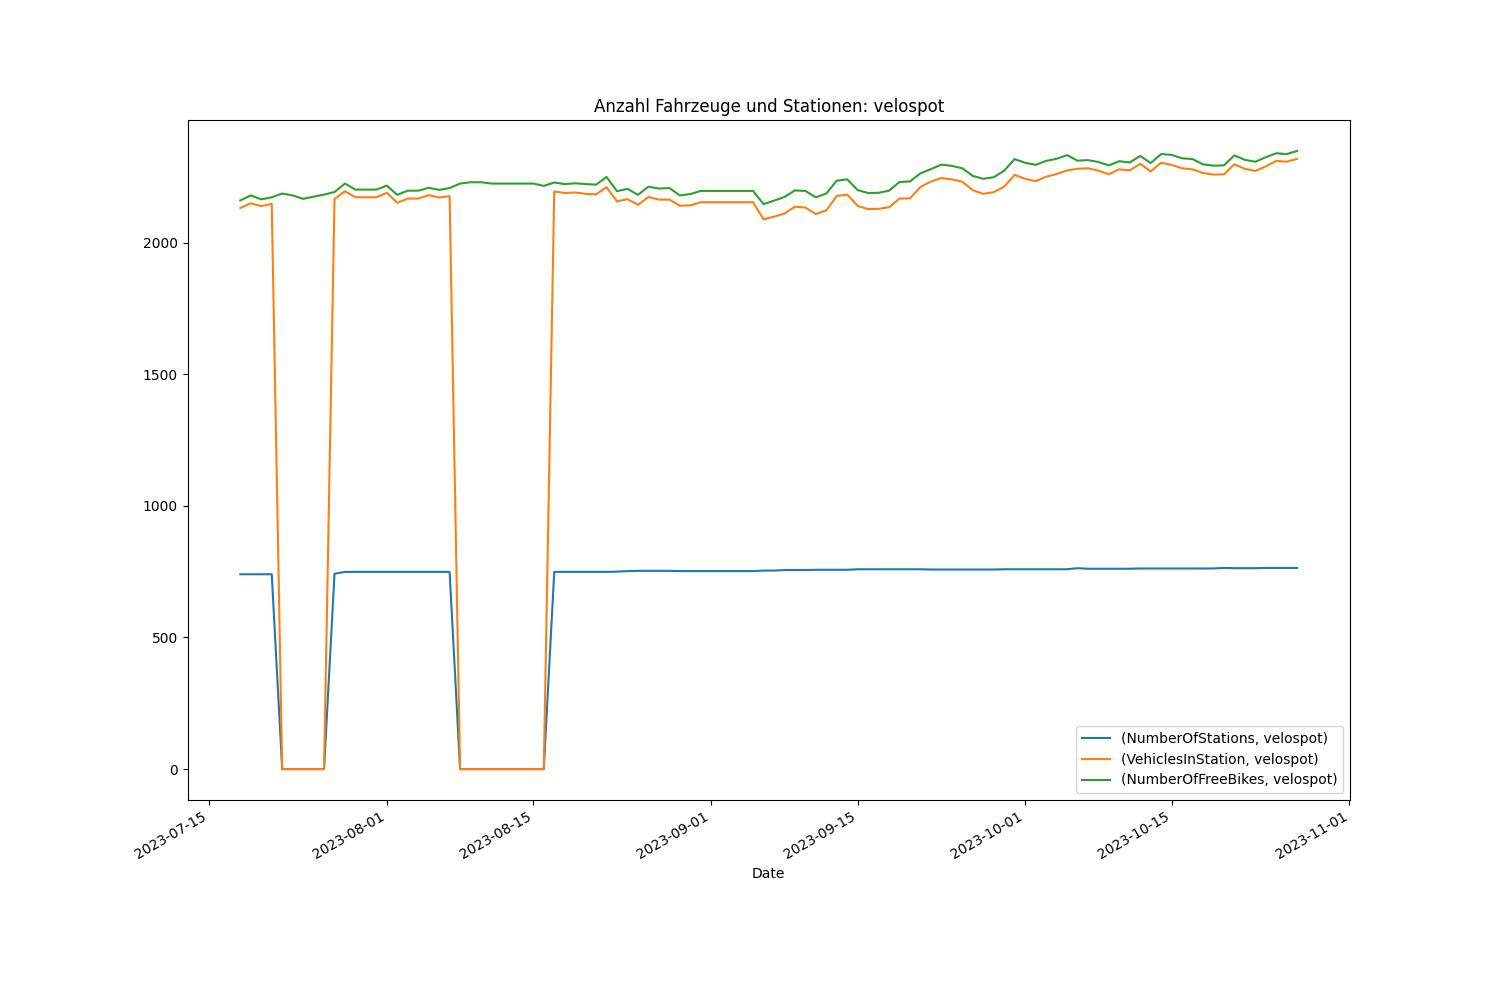 Anzahl Fahrzeuge und Stationen: velospot
2000
1500
1000
500
0
(NumberOfStations, velospot)
(VehiclesInStation, velospot)
(NumberOfFreeBikes, velospot)
2023-07-15
2023-08-01
2023-08-15
2023-09-01
2023-09-15
2023-10-01
2023-10-15
2023-11-01
Date